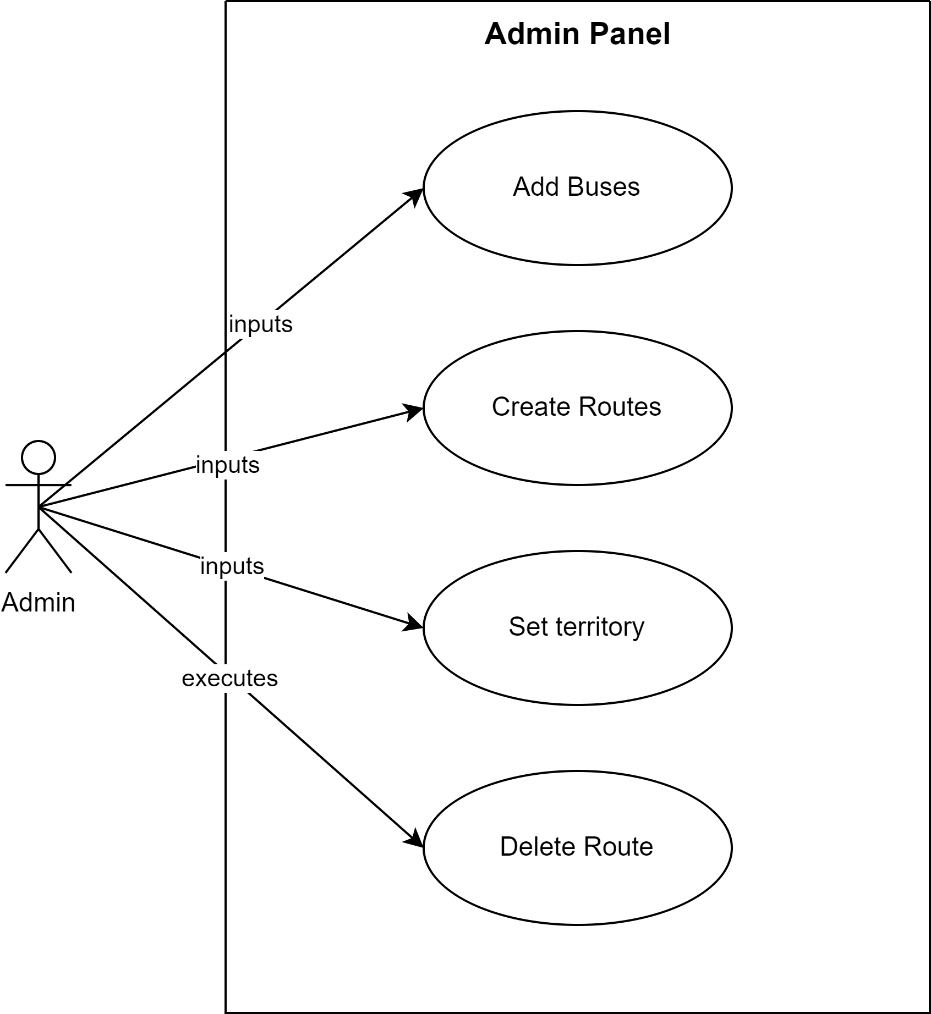 Admin Panel
Add Buses
inputs
Create Routes
inputs
inputs
Admin
Set territory
executes
Delete Route